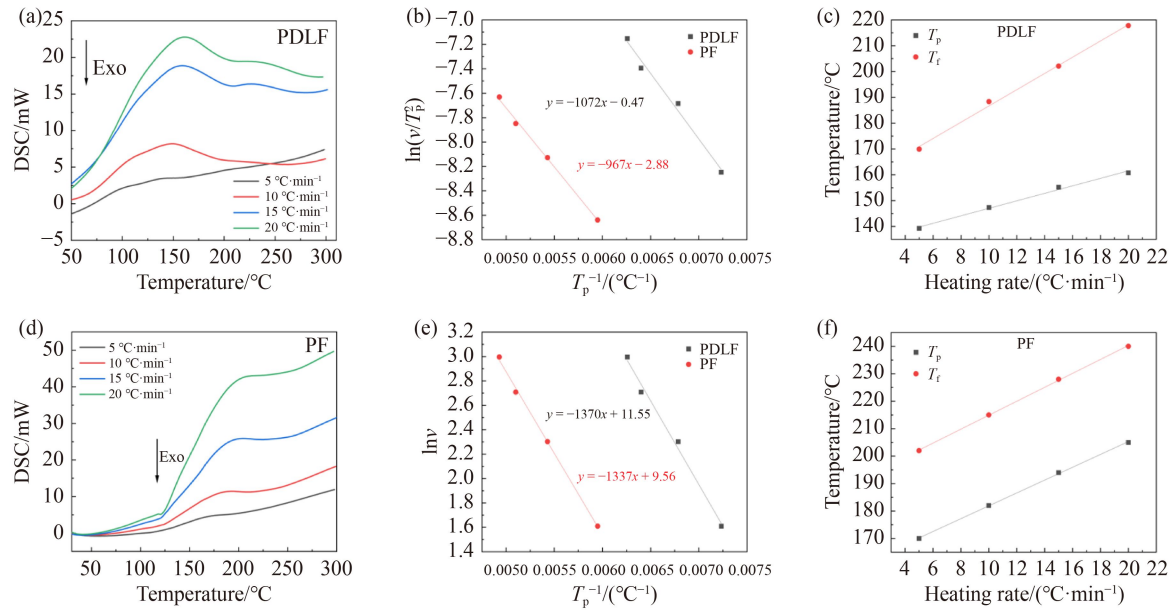 (a)
PDLF
Exo
DSC/mW
25
20
15
10
5
0
−5
5 °C·min⁻¹
10 °C·min⁻¹
15 °C·min⁻¹
20 °C·min⁻¹
50 100 150 200 250 300
Temperature/°C
(b)
PDLF
PF
ln(v/T_p^2)
−7.0
−7.2
−7.4
−7.6
−7.8
−8.0
−8.2
−8.4
−8.6
−8.8
y = −1072x − 0.47
y = −967x − 2.88
0.0050 0.0055 0.0060 0.0065 0.0070 0.0075
T_p^−1/(°C⁻¹)
(c)
PDLF
T_p
T_f
Temperature/°C
220
210
200
190
180
170
160
150
140
4 6 8 10 12 14 16 18 20 22
Heating rate/(°C·min⁻¹)
(d)
PF
5 °C·min⁻¹
10 °C·min⁻¹
15 °C·min⁻¹
20 °C·min⁻¹
Exo
DSC/mW
50
40
30
20
10
0
50 100 150 200 250 300
Temperature/°C
(e)
PDLF
PF
lnv
3.2
3.0
2.8
2.6
2.4
2.2
2.0
1.8
1.6
1.4
y = −1370x + 11.55
y = −1337x + 9.56
0.0050 0.0055 0.0060 0.0065 0.0070 0.0075
T_p^−1/(°C⁻¹)
(f)
PF
T_p
T_f
Temperature/°C
240
230
220
210
200
190
180
170
4 6 8 10 12 14 16 18 20 22
Heating rate/(°C·min⁻¹)